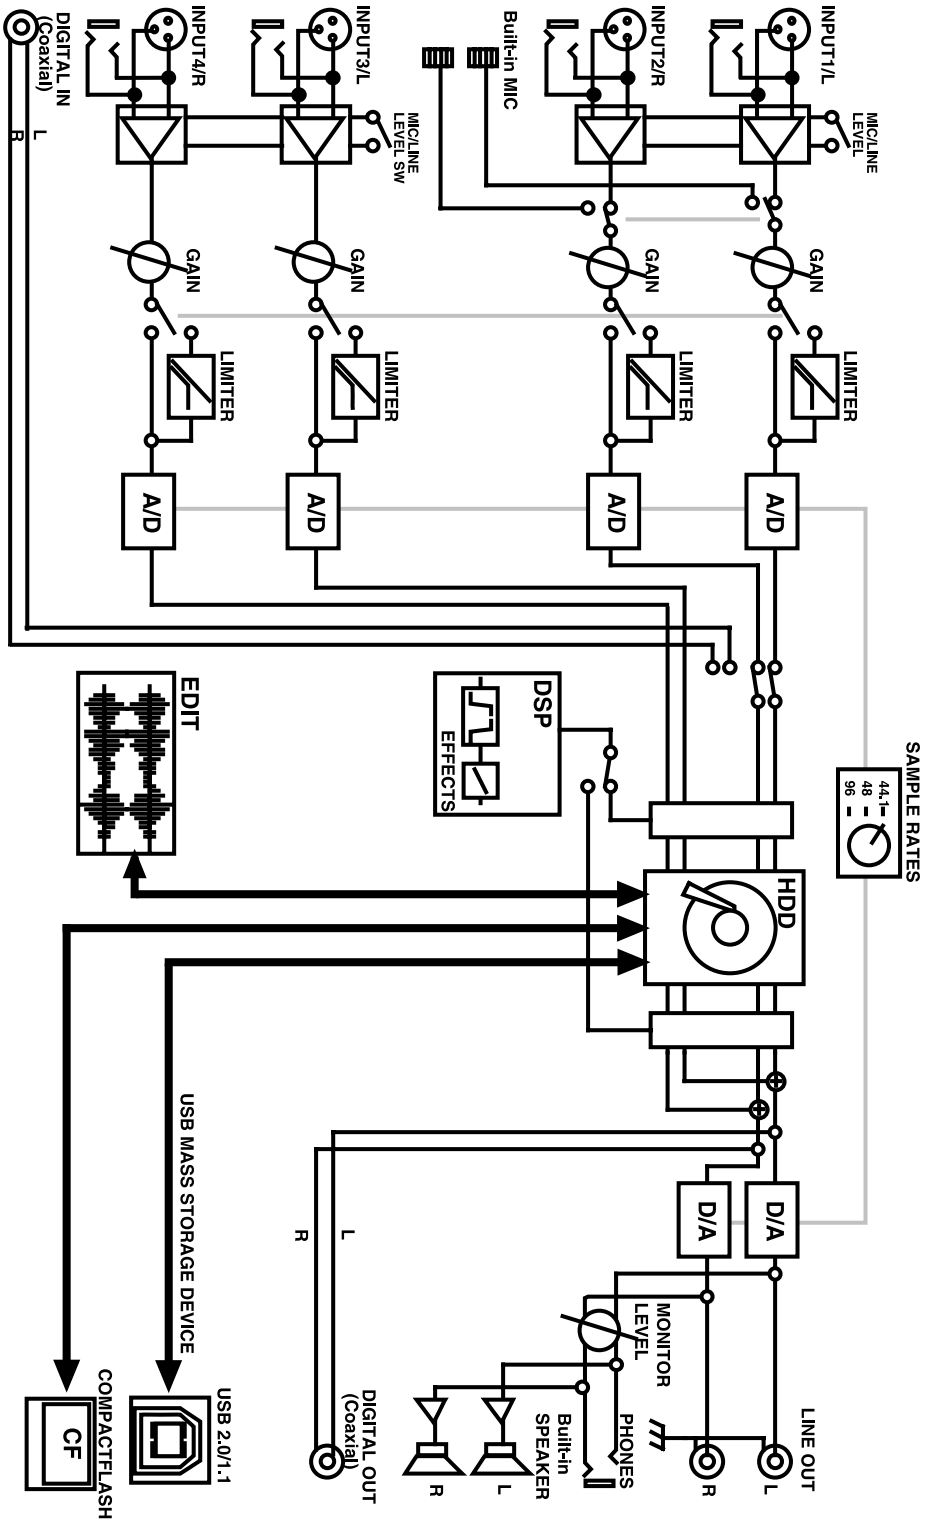 INPUT1/L
MIC/LINE
LEVEL
GAIN
LIMITER
A/D
INPUT2/R
GAIN
LIMITER
A/D
Built-in MIC
INPUT3/L
MIC/LINE
LEVEL SW
GAIN
LIMITER
A/D
INPUT4/R
GAIN
LIMITER
A/D
DIGITAL IN
(Coaxial)
L
R
SAMPLE RATES
44.1
48
96
HDD
DSP
EFFECTS
EDIT
D/A
D/A
LINE OUT
L
R
MONITOR
LEVEL
PHONES
Built-in
SPEAKER
L
R
L
R
DIGITAL OUT
(Coaxial)
USB MASS STORAGE DEVICE
USB 2.0/1.1
COMPACTFLASH
CF